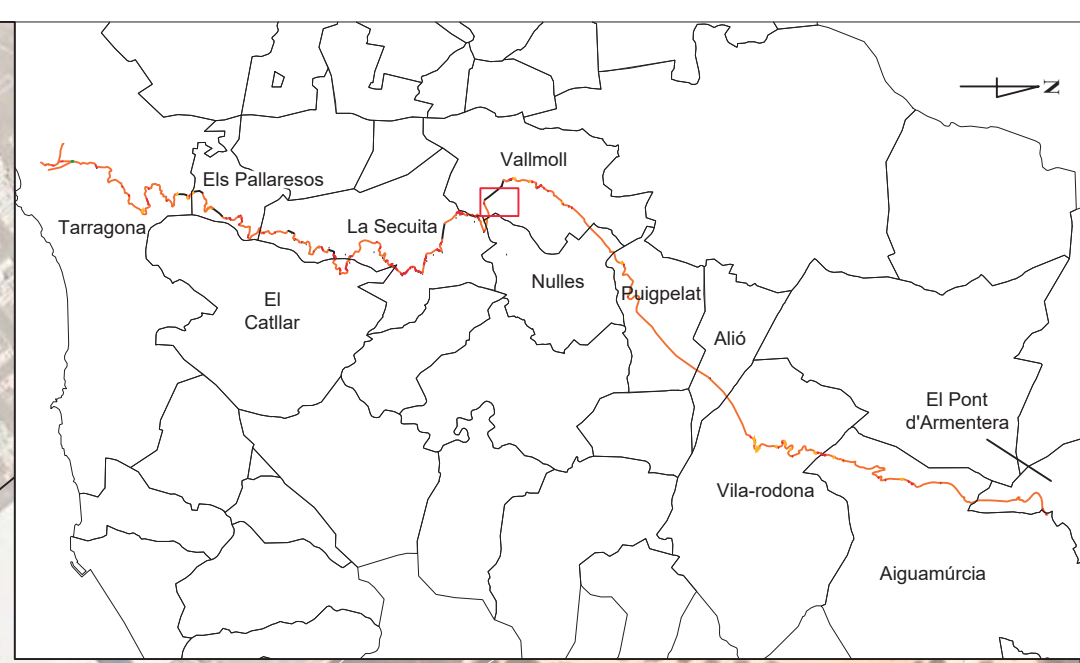 N
Vallmoll
Els Pallaresos
Tarragona
La Secuita
Nulles
Puigpelat
El
Catllar
Alió
El Pont
d'Armentera
Vila-rodona
Aiguamúrcia